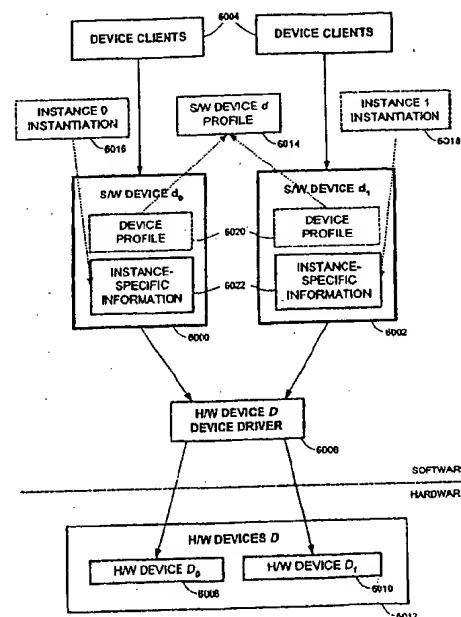 DEVICE CLIENTS
6004
DEVICE CLIENTS
INSTANCE 0
INSTANTIATION
6016
S/W DEVICE d
PROFILE
6014
INSTANCE 1
INSTANTIATION
6018
S/W DEVICE d₀
DEVICE
PROFILE
INSTANCE-
SPECIFIC
INFORMATION
6000
6020
6022
S/W DEVICE d₁
DEVICE
PROFILE
INSTANCE-
SPECIFIC
INFORMATION
6002
H/W DEVICE D
DEVICE DRIVER
6006
SOFTWARE
HARDWAR
H/W DEVICES D
H/W DEVICE D₀
6008
H/W DEVICE D₁
6010
6012